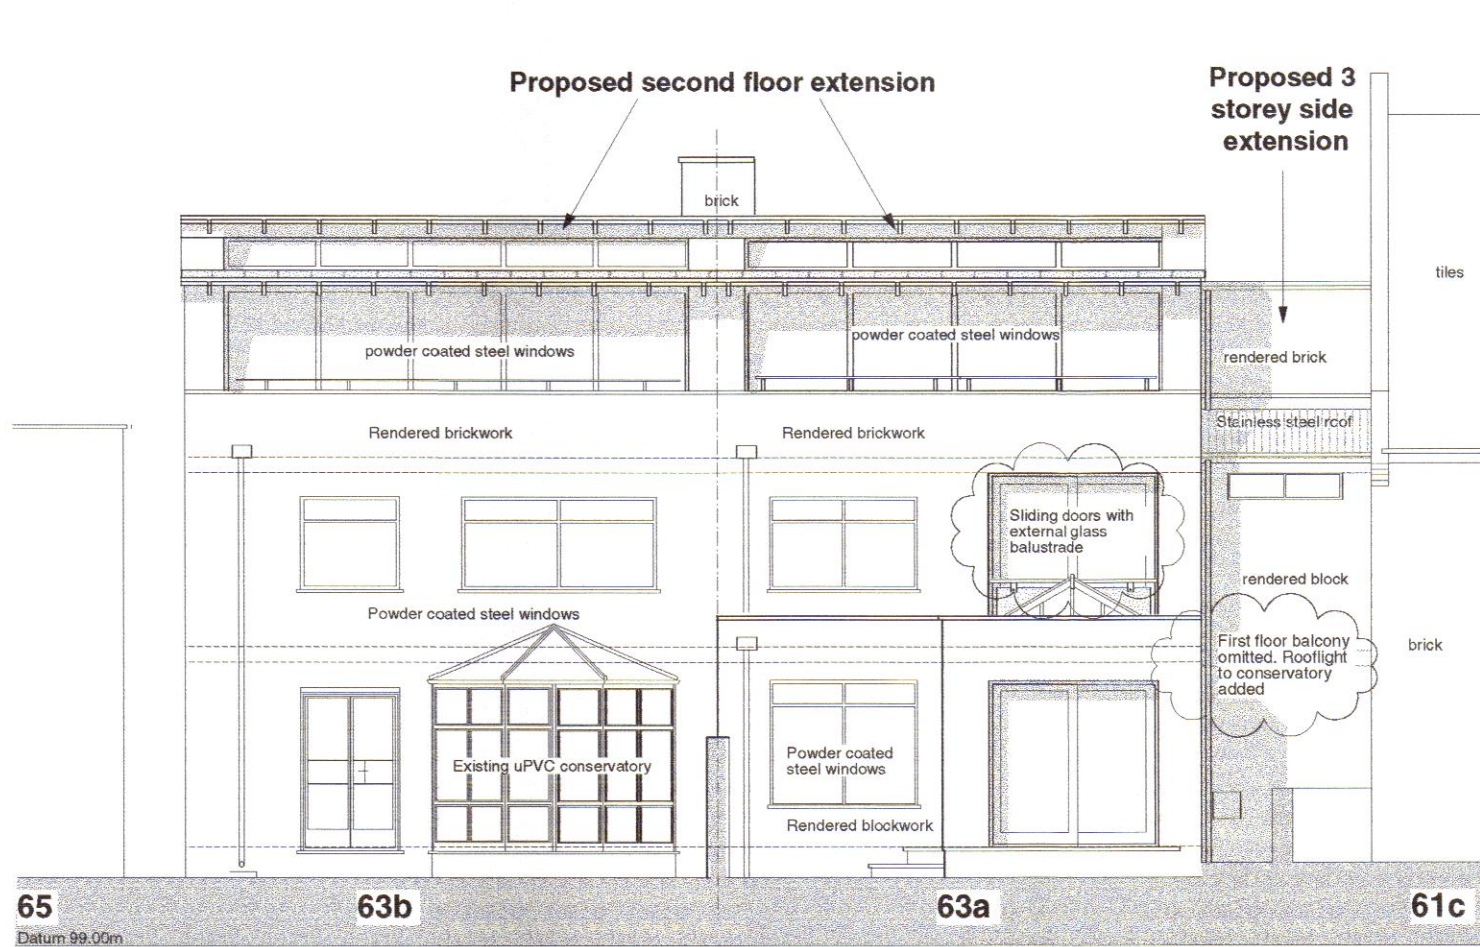 Proposed second floor extension
Proposed 3
storey side
extension
brick
tiles
powder coated steel windows
powder coated steel windows
rendered brick
Rendered brickwork
Rendered brickwork
Stainless steel roof
Sliding doors with
external glass
balustrade
rendered block
Powder coated steel windows
First floor balcony
omitted. Rooflight
to conservatory
added
brick
Existing uPVC conservatory
Powder coated
steel windows
Rendered blockwork
65
63b
63a
61c
Datum 99.00m